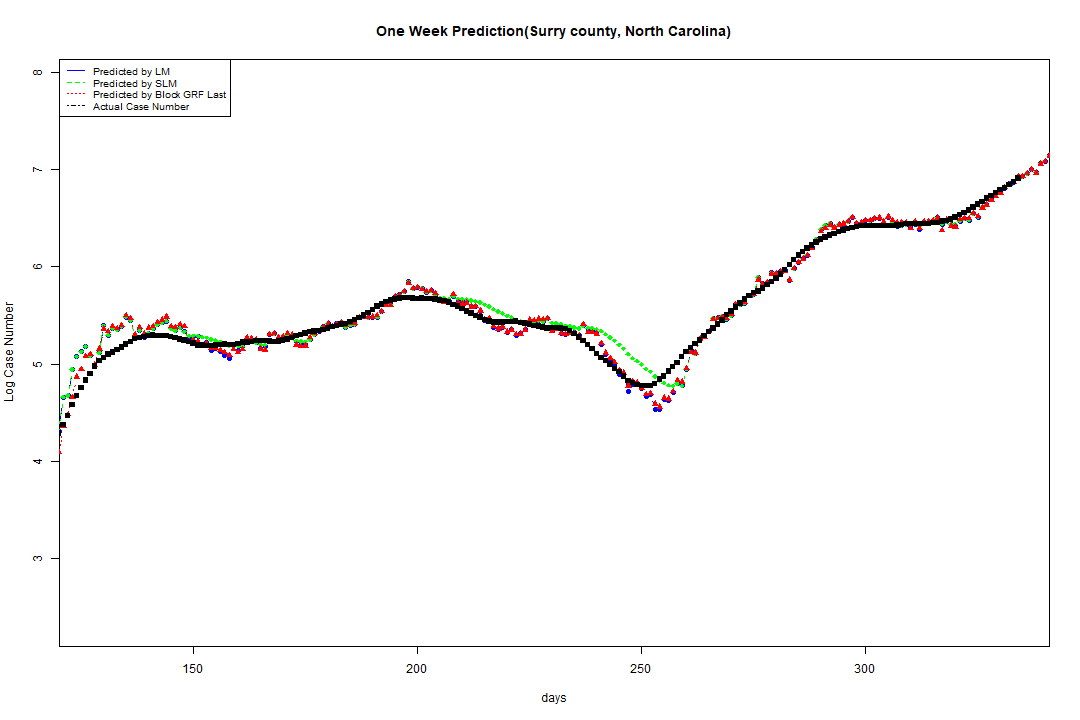 One Week Prediction(Surry county, North Carolina)
Predicted by LM
Predicted by SLM
Predicted by Block GRF Last
Actual Case Number
8
7
6
5
4
3
Log Case Number
150
200
250
300
days